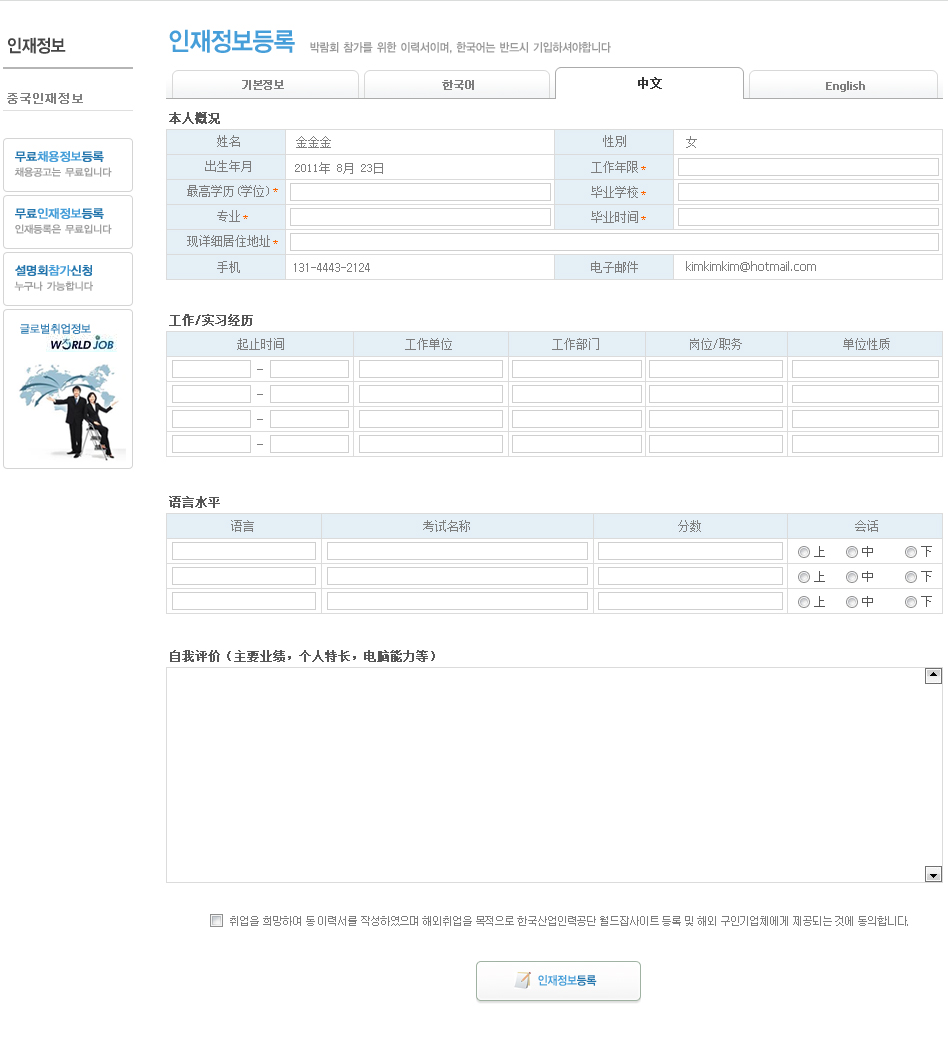 인재정보
중국인재정보
무료채용정보등록
채용공고는 무료입니다
무료인재정보등록
인재등록은 무료입니다
설명회참가신청
누구나 가능합니다
글로벌취업정보
WORLD JOB
인재정보등록 박람회 참가를 위한 이력서이며, 한국어는 반드시 기입하셔야합니다
기본정보 한국어 中文 English
本人概况
姓名 金金金 性别 女
出生年月 2011年 8月 23日 工作年限*
最高学历(学位)* 毕业学校*
专业* 毕业时间*
现详细居住地址*
手机 131-4443-2124 电子邮件 kimkimkim@hotmail.com
工作/实习经历
起止时间 工作单位 工作部门 岗位/职务 单位性质
-
-
-
-
语言水平
语言 考试名称 分数 会话
上 中 下
上 中 下
上 中 下
自我评价（主要业绩，个人特长，电脑能力等）
취업을 희망하여 동 이력서를 작성하였으며 해외취업을 목적으로 한국산업인력공단 월드잡사이트 등록 및 해외 구인기업체에게 제공되는 것에 동의합니다.
인재정보등록